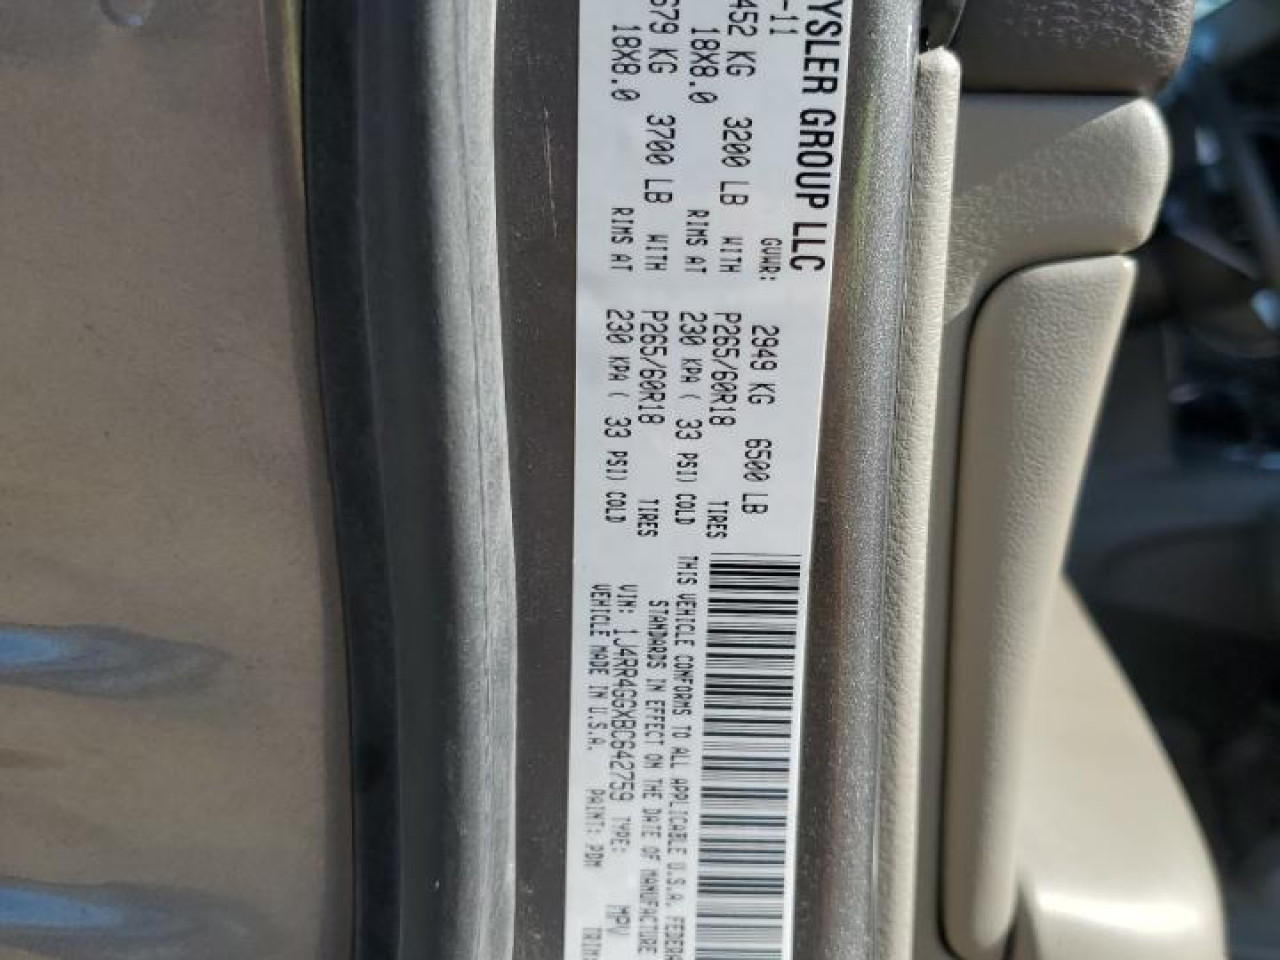 YSLER GROUP LLC
-11 GVWR: 2949 KG 6500 LB
452 KG 3200 LB WITH P265/60R18 TIRES
18X8.0 RIMS AT 230 KPA ( 33 PSI) COLD
679 KG 3700 LB WITH P265/60R18 TIRES
18X8.0 RIMS AT 230 KPA ( 33 PSI) COLD
THIS VEHICLE CONFORMS TO ALL APPLICABLE U.S.A. FEDERA
STANDARDS IN EFFECT ON THE DATE OF MANUFACTURE
VIN: 1J4RR4GGXBC642759 TYPE: MPV
VEHICLE MADE IN U.S.A. PAINT: PDM TRIM: